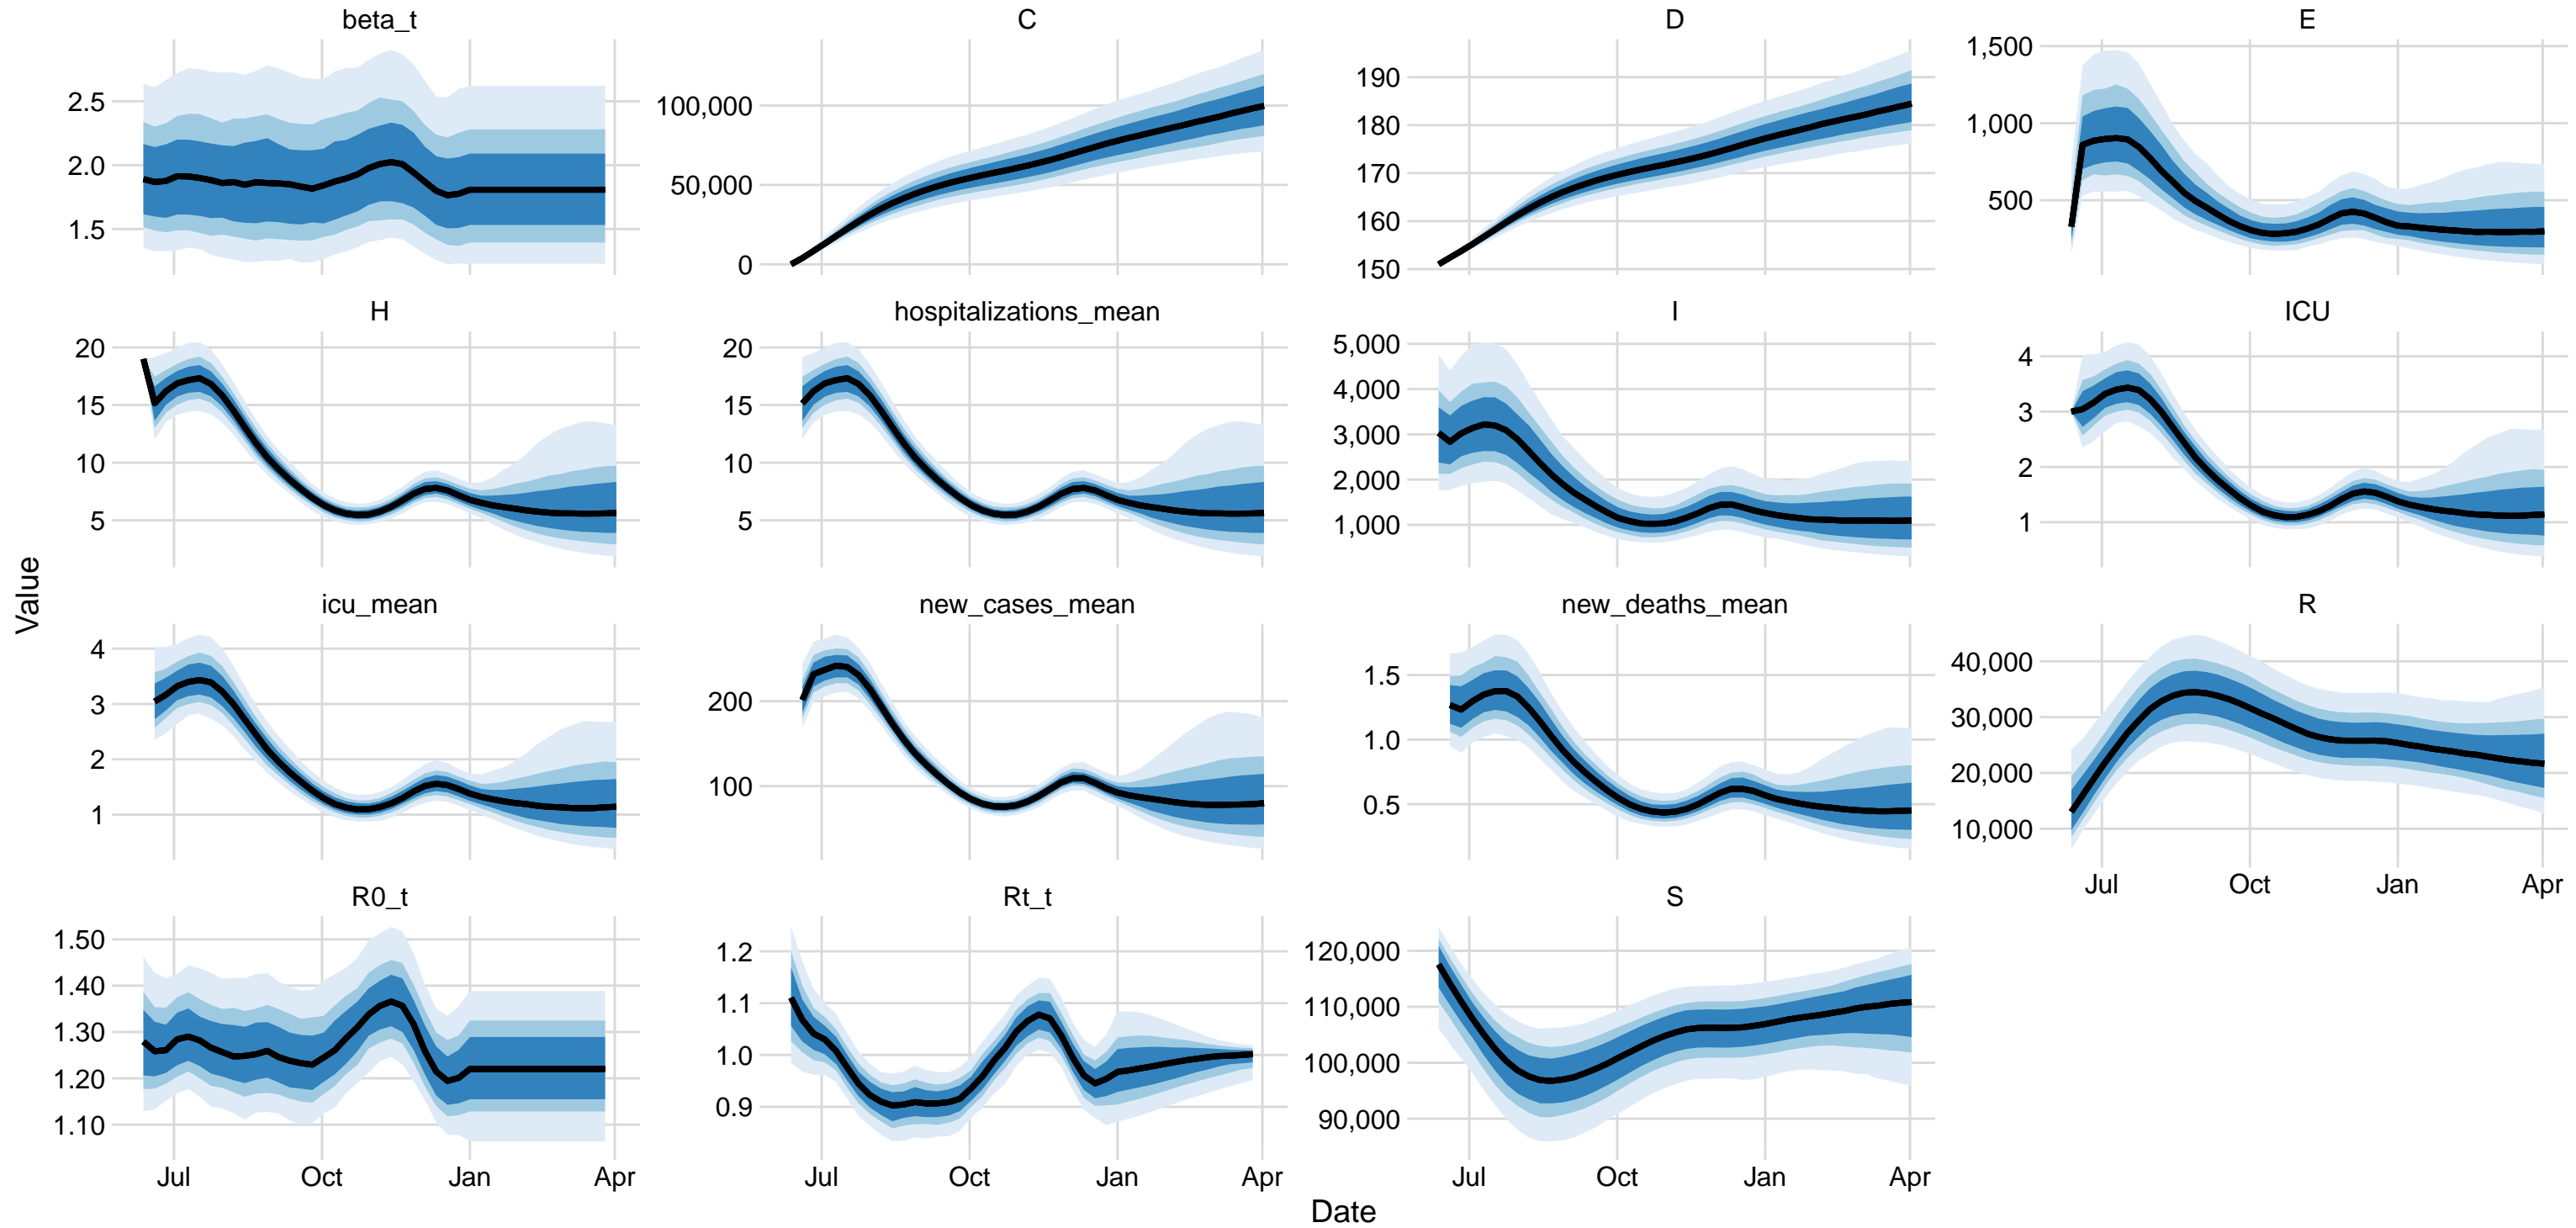 beta_t
C
D
E
2.5
2.0
1.5
100,000
50,000
0
190
180
170
160
150
1,500
1,000
500
H
hospitalizations_mean
I
ICU
20
15
10
5
20
15
10
5
5,000
4,000
3,000
2,000
1,000
4
3
2
1
Value
icu_mean
new_cases_mean
new_deaths_mean
R
4
3
2
1
200
100
1.5
1.0
0.5
40,000
30,000
20,000
10,000
Jul Oct Jan Apr
R0_t
Rt_t
S
1.50
1.40
1.30
1.20
1.10
1.2
1.1
1.0
0.9
120,000
110,000
100,000
90,000
Jul Oct Jan Apr
Jul Oct Jan Apr
Jul Oct Jan Apr
Date